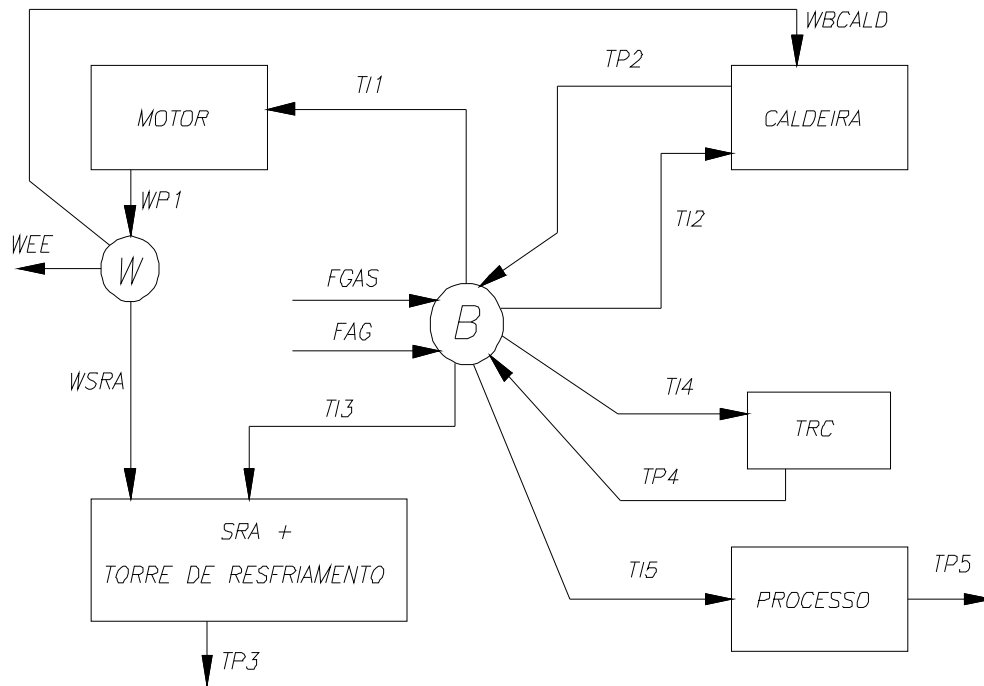 WBCALD
TP2
TI1
MOTOR
CALDEIRA
WP1
TI2
WEE
W
FGAS
B
FAG
WSRA
TI3
TI4
TRC
TP4
SRA +
TORRE DE RESFRIAMENTO
TI5
PROCESSO
TP5
TP3